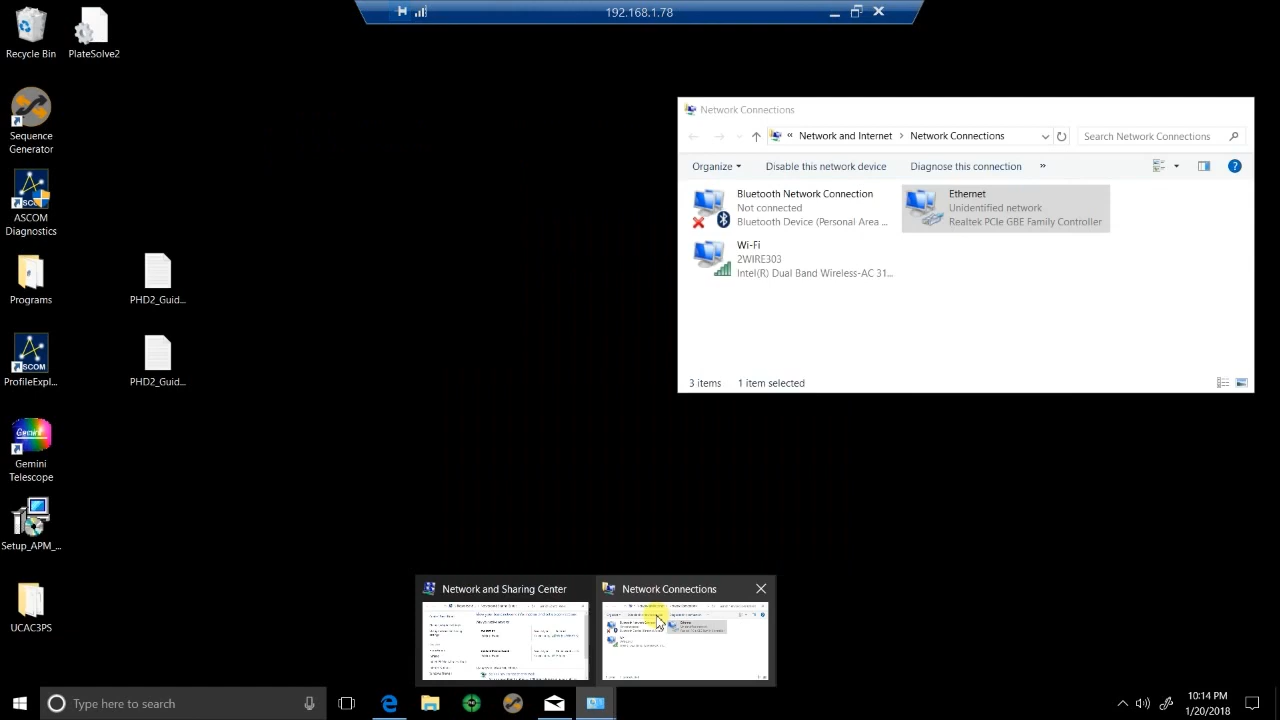 192.168.1.78
Recycle Bin
PlateSolve2
Sequence
Generator
ASCOM
Diagnostics
Programs
PHD2_Guid...
ASCOM
ProfileExpl...
PHD2_Guid...
Gemini
Gemini
Telescope
Setup_APM_...
UCAC3PS
Network Connections
« Network and Internet > Network Connections
Search Network Connections
Organize
Disable this network device
Diagnose this connection
»
Bluetooth Network Connection
Not connected
Bluetooth Device (Personal Area ...
Ethernet
Unidentified network
Realtek PCIe GBE Family Controller
Wi-Fi
2WIRE303
Intel(R) Dual Band Wireless-AC 31...
3 items
1 item selected
Network and Sharing Center
Network Connections
Type here to search
10:14 PM
1/20/2018